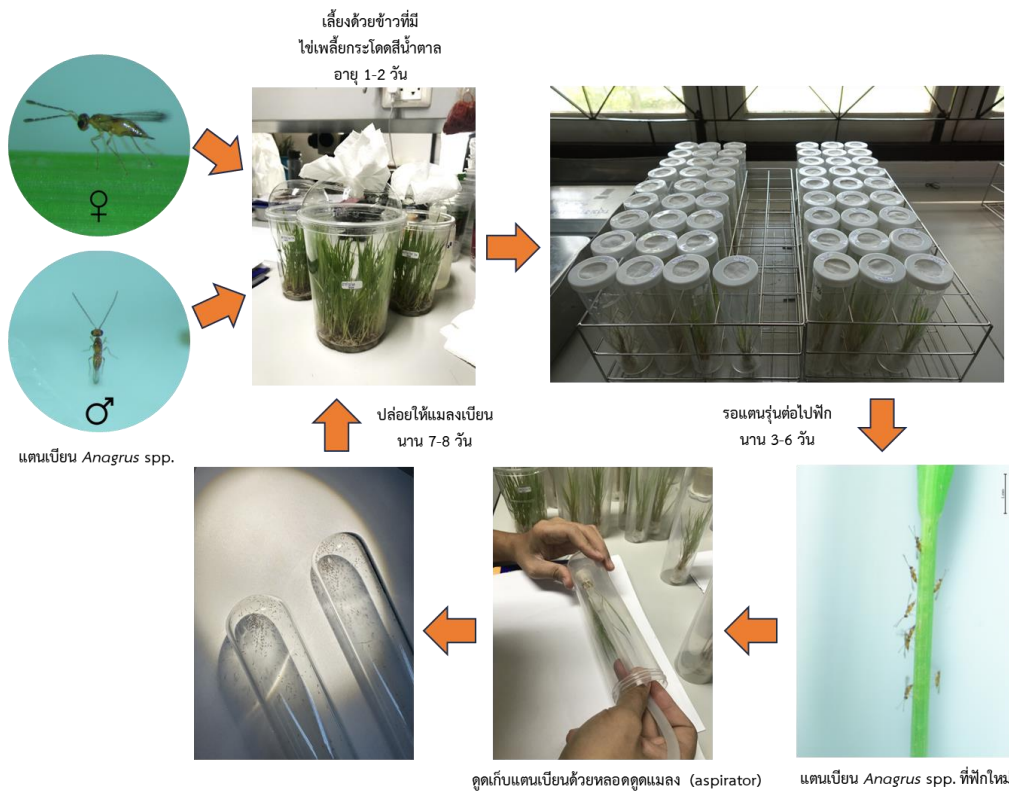 เลี้ยงด้วยข้าวที่มี
ไข่เพลี้ยกระโดดสีน้ำตาล
อายุ 1-2 วัน
♀
♂
แตนเบียน Anagrus spp.
ปล่อยให้แมลงเบียน
นาน 7-8 วัน
รอแตนรุ่นต่อไปฟัก
นาน 3-6 วัน
ดูดเก็บแตนเบียนด้วยหลอดดูดแมลง (aspirator)
แตนเบียน Anagrus spp. ที่ฟักใหม่